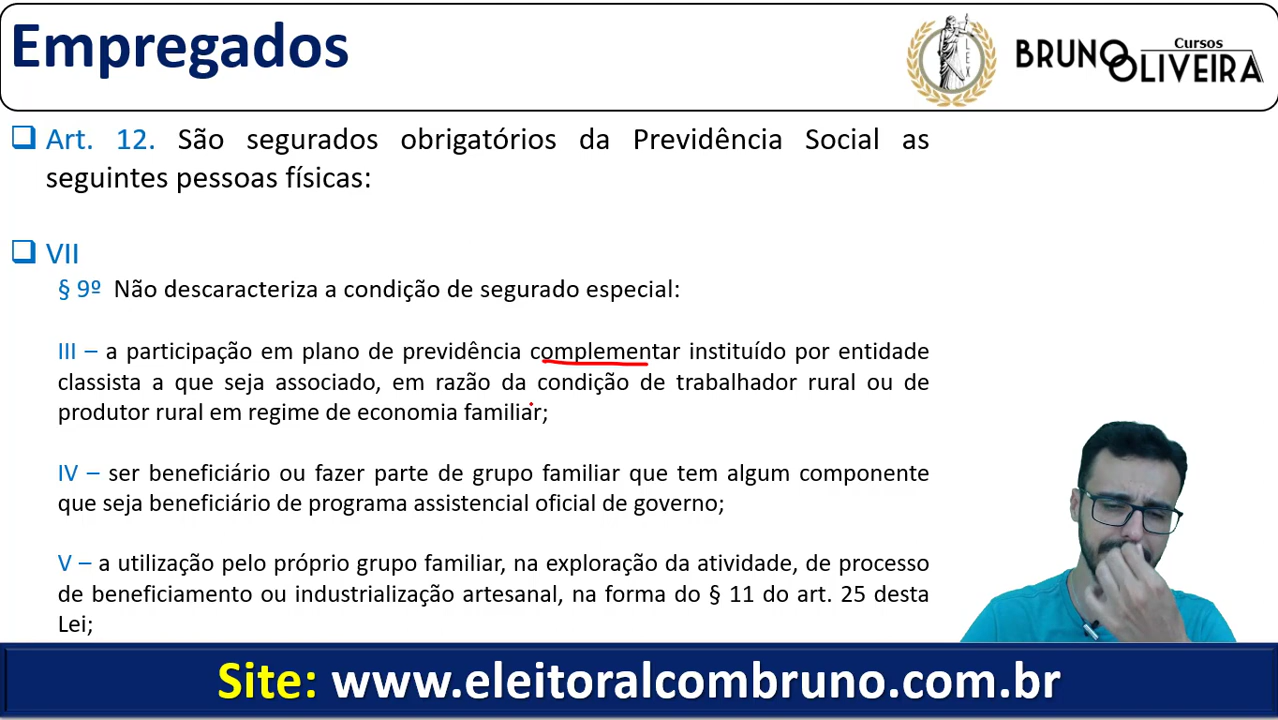 Empregados
LEX
Cursos
BRUNO
OLIVEIRA
Art. 12. São segurados obrigatórios da Previdência Social as
seguintes pessoas físicas:
VII
§ 9º Não descaracteriza a condição de segurado especial:
III – a participação em plano de previdência complementar instituído por entidade
classista a que seja associado, em razão da condição de trabalhador rural ou de
produtor rural em regime de economia familiar;
IV – ser beneficiário ou fazer parte de grupo familiar que tem algum componente
que seja beneficiário de programa assistencial oficial de governo;
V – a utilização pelo próprio grupo familiar, na exploração da atividade, de processo
de beneficiamento ou industrialização artesanal, na forma do § 11 do art. 25 desta
Lei;
Site: www.eleitoralcombruno.com.br